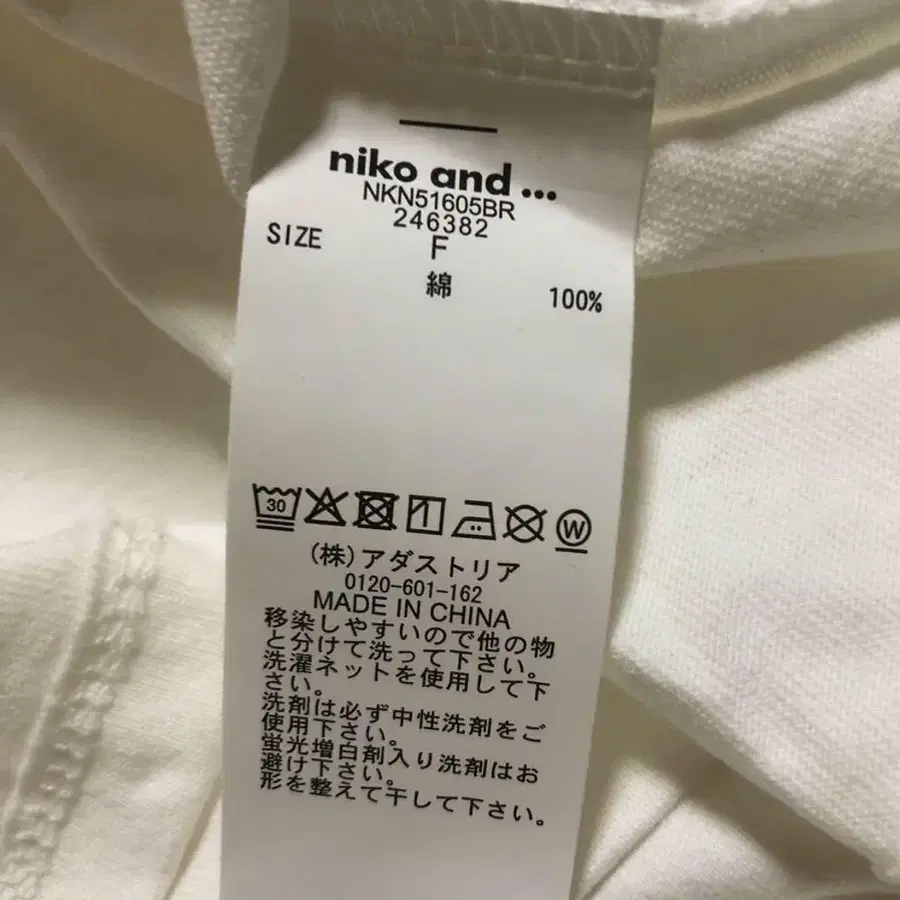 niko and ...
NKN51605BR
246382
SIZE F
綿 100%
30 W
(株)アダストリア
0120-601-162
MADE IN CHINA
移染しやすいので他の物
と分けて洗って下さい。
洗濯ネットを使用して下
さい。
洗剤は必ず中性洗剤をご
使用下さい。
蛍光増白剤入り洗剤はお
避け下さい。
形を整えて干して下さい。